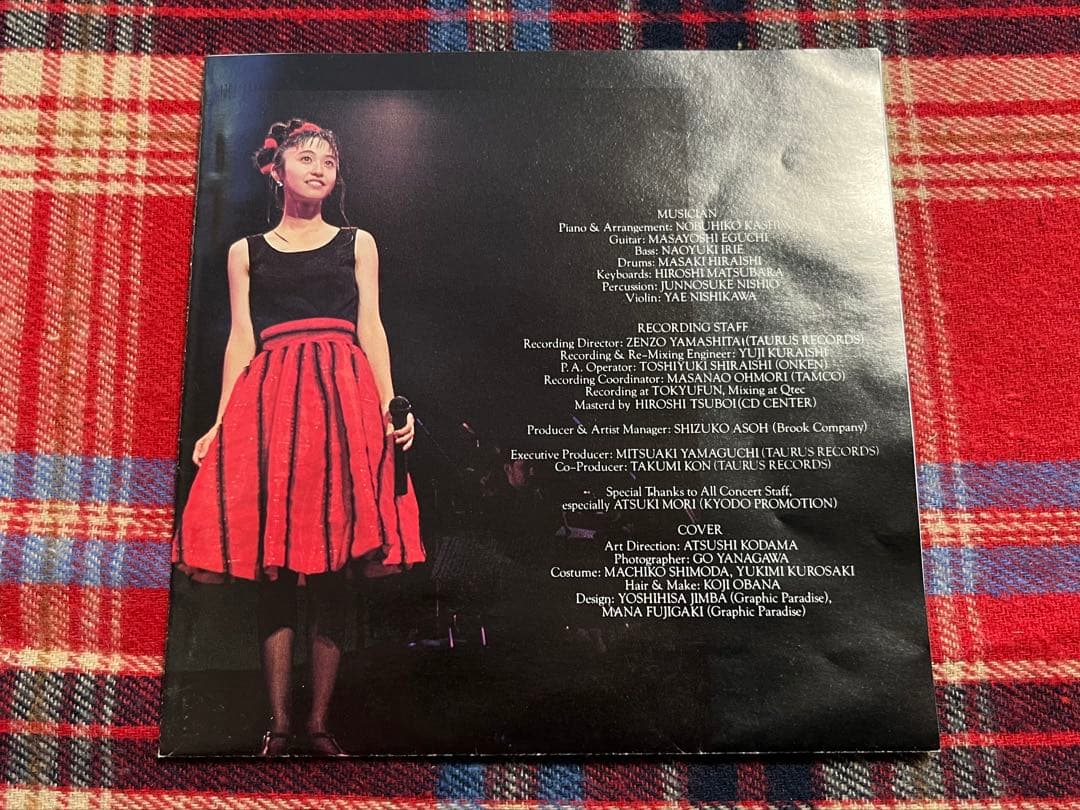 MUSICIAN
Piano & Arrangement: NOBUHIKO
Guitar: MASAYOSHI EGUCHI
Bass: NAOYUKI IRIE
Drums: MASAKI HIRAISHI
Keyboards: HIROSHI MATSUBARA
Percussion: JUNNOSUKE NISHIO
Violin: YAE NISHIKAWA
RECORDING STAFF
Recording Director: ZENZO YAMASHITA (TAURUS RECORDS)
Recording & Re-Mixing Engineer: YUJI KURAISHI
P. A. Operator: TOSHIYUKI SHIRAISHI (ONKEN)
Recording Coordinator: MASANAO OHMORI (TAMCO)
Recording at TOKYUFUN, Mixing at Qtec
Masterd by HIROSHI TSUBOI (CD CENTER)
Producer & Artist Manager: SHIZUKO ASOH (Brook Company)
Executive Producer: MITSUAKI YAMAGUCHI (TAURUS RECORDS)
Co-Producer: TAKUMI KON (TAURUS RECORDS)
Special Thanks to All Concert Staff,
especially ATSUKI MORI (KYODO PROMOTION)
COVER
Art Direction: ATSUSHI KODAMA
Photographer: GO YANAGAWA
Costume: MACHIKO SHIMODA, YUKIMI KUROSAKI
Hair & Make: KOJI OBANA
Design: YOSHIHISA JIMBA (Graphic Paradise),
MANA FUJIGAKI (Graphic Paradise)